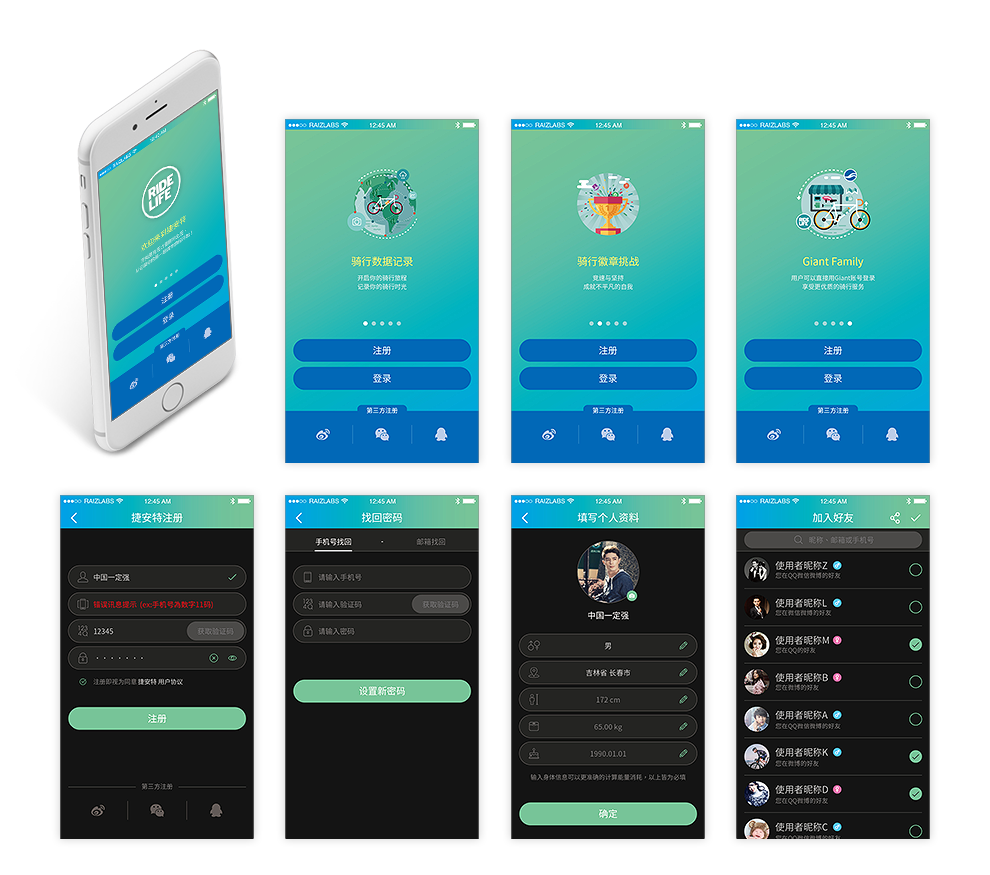 12:45 AM
RIDE
LIFE
欢迎来到捷安特
注册
登录
第三方注册
RAIZLABS
12:45 AM
骑行数据记录
开启你的骑行旅程
记录你的骑行时光
注册
登录
第三方注册
RAIZLABS
12:45 AM
骑行徽章挑战
竞速与坚持
成就不平凡的自我
注册
登录
第三方注册
RAIZLABS
12:45 AM
Giant Family
用户可以直接用Giant账号登录
享受更优质的骑行服务
注册
登录
第三方注册
RAIZLABS
12:45 AM
捷安特注册
中国一定强
错误讯息提示 (ex:手机号為数字11码)
123
12345
获取验证码
注册即视为同意 捷安特 用户协议
注册
第三方注册
RAIZLABS
12:45 AM
找回密码
手机号找回
邮箱找回
请输入手机号
123
请输入验证码
获取验证码
请输入密码
设置新密码
RAIZLABS
12:45 AM
填写个人资料
中国一定强
男
吉林省 长春市
172 cm
65.00 kg
1990.01.01
输入身体信息可以更准确的计算能量消耗，以上皆为必填
确定
RAIZLABS
12:45 AM
加入好友
昵称、邮箱或手机号
使用者昵称Z
您在QQ微信微博的好友
使用者昵称L
您在微信微博的好友
使用者昵称M
您在QQ的好友
使用者昵称B
您在微博的好友
使用者昵称A
您在QQ微信微博的好友
使用者昵称K
您在微博的好友
使用者昵称D
您在QQ微博的好友
使用者昵称C
您在QQ微信微博的好友